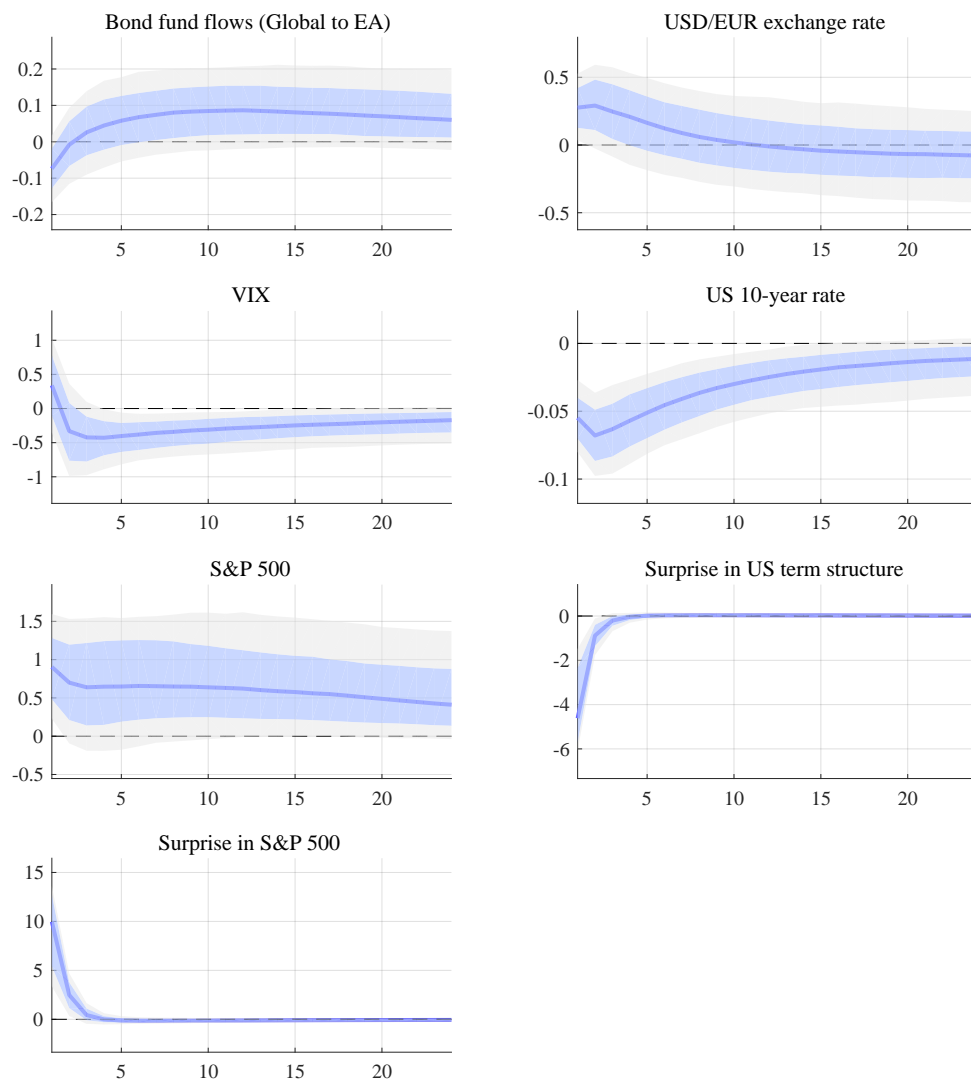 Bond fund flows (Global to EA)
0.2
0.1
0
-0.1
-0.2
5 10 15 20
USD/EUR exchange rate
0.5
0
-0.5
5 10 15 20
VIX
1
0.5
0
-0.5
-1
5 10 15 20
US 10-year rate
0
-0.05
-0.1
5 10 15 20
S&P 500
1.5
1
0.5
0
-0.5
5 10 15 20
Surprise in US term structure
0
-2
-4
-6
5 10 15 20
Surprise in S&P 500
15
10
5
0
5 10 15 20